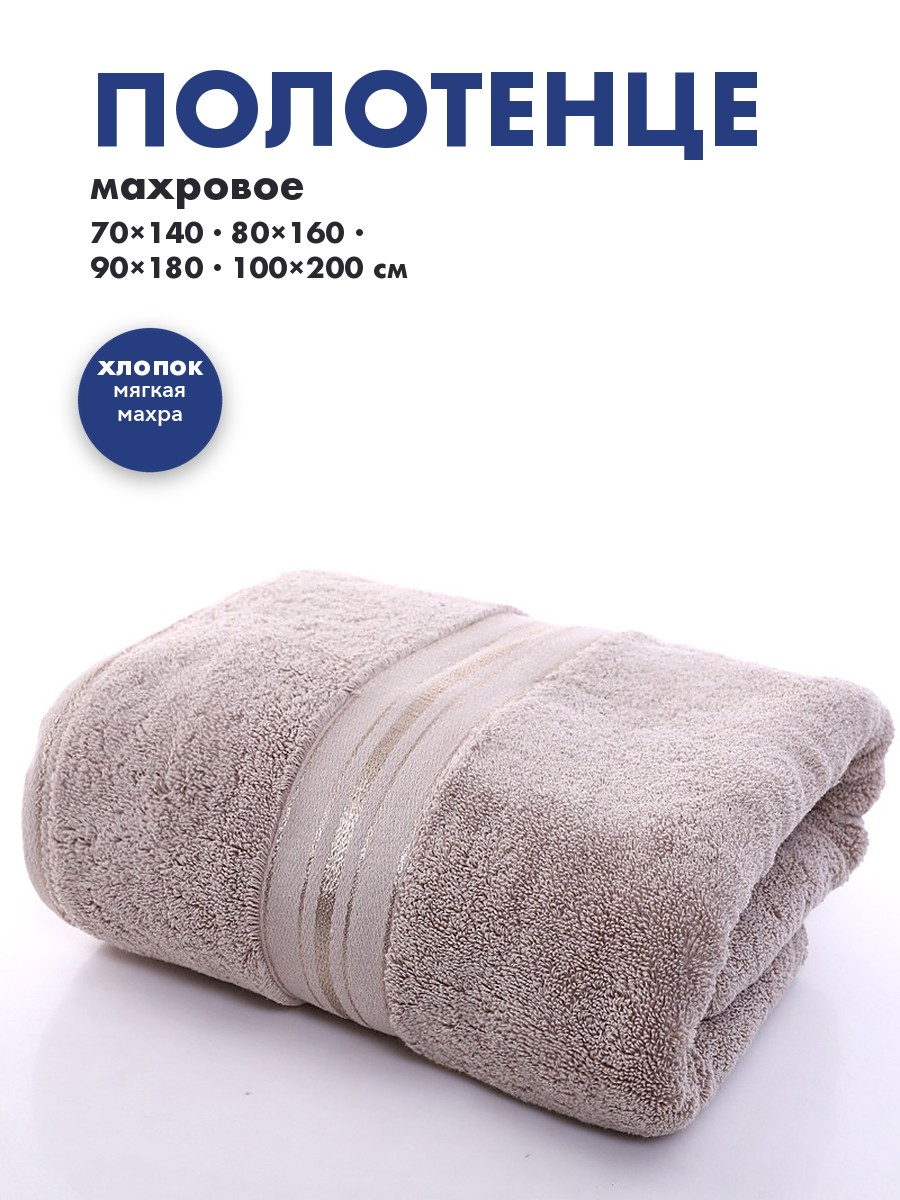 ПОЛОТЕНЦЕ
махровое
70×140 • 80×160 •
90×180 • 100×200 см
хлопок
мягкая
махра